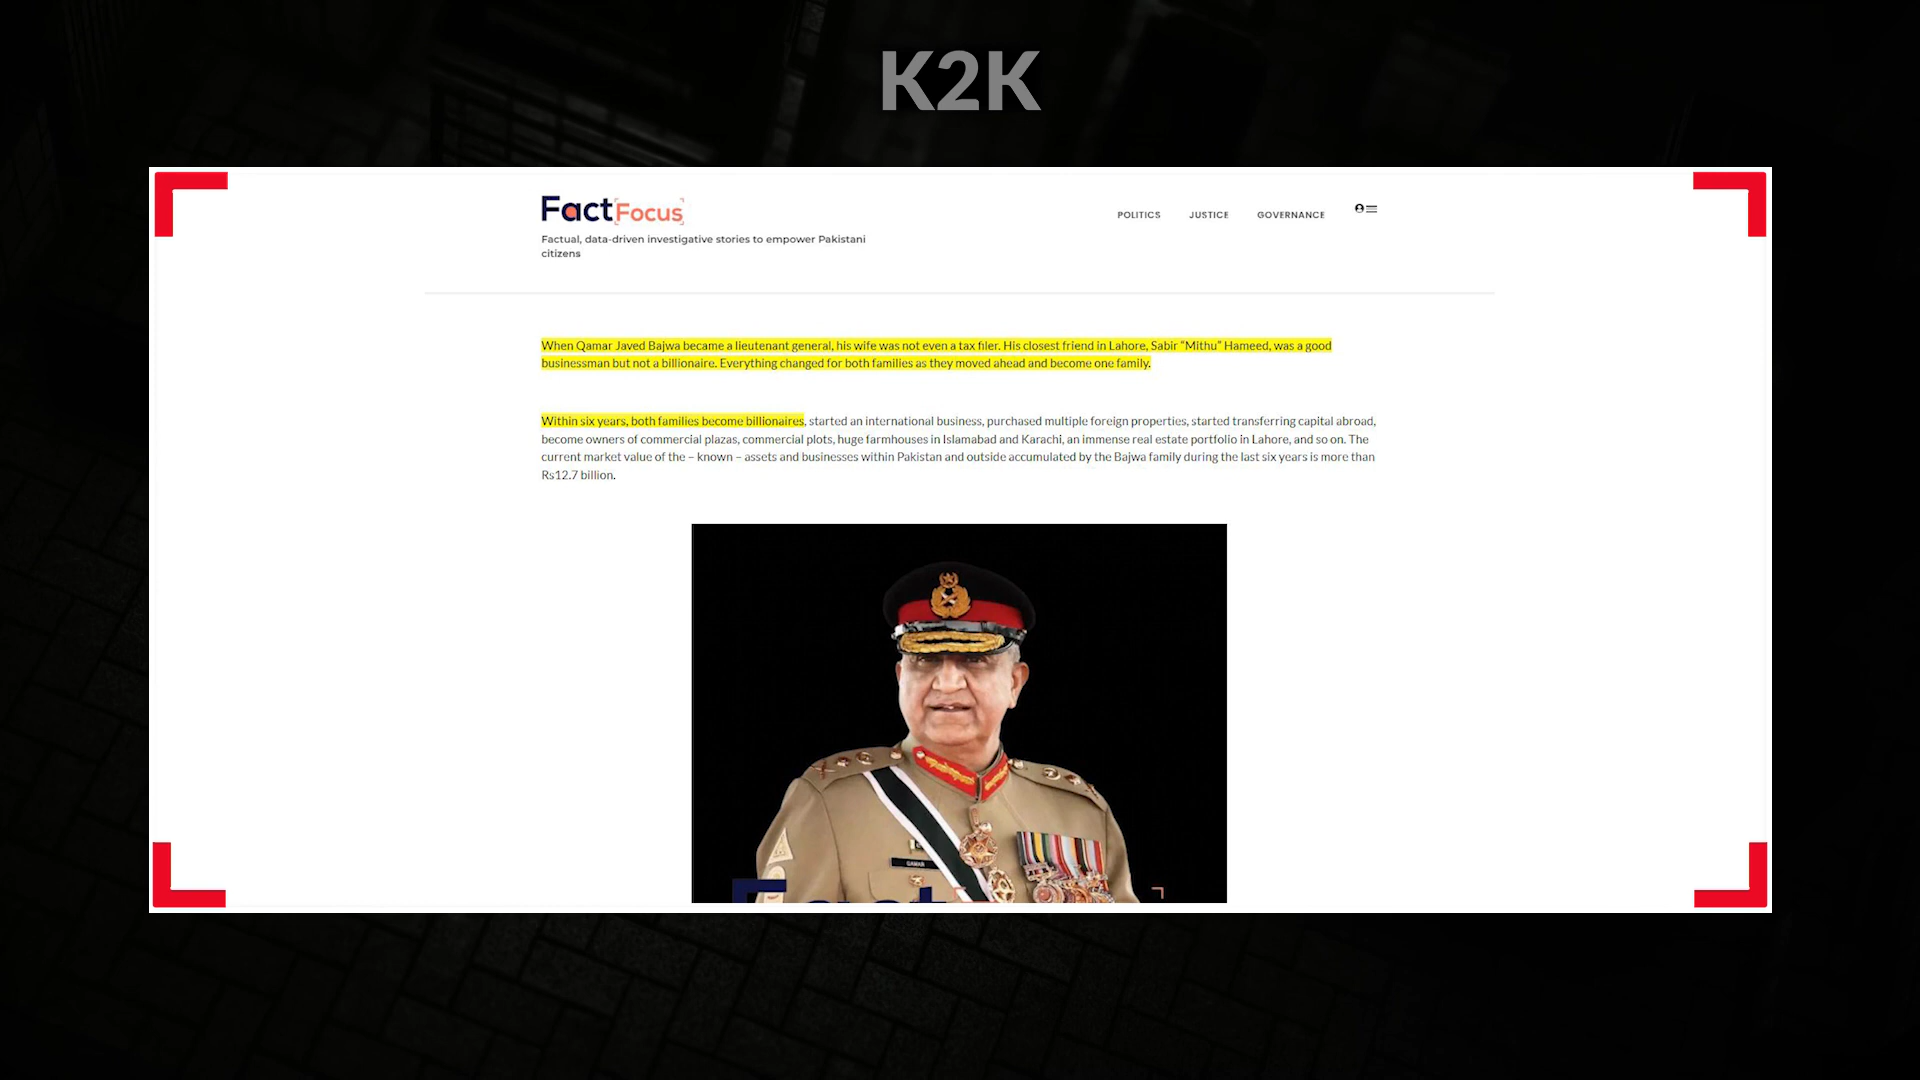 K2K
FactFocus
Factual, data-driven investigative stories to empower Pakistani
citizens
POLITICS JUSTICE GOVERNANCE
When Qamar Javed Bajwa became a lieutenant general, his wife was not even a tax filer. His closest friend in Lahore, Sabir “Mithu” Hameed, was a good
businessman but not a billionaire. Everything changed for both families as they moved ahead and become one family.
Within six years, both families become billionaires, started an international business, purchased multiple foreign properties, started transferring capital abroad,
become owners of commercial plazas, commercial plots, huge farmhouses in Islamabad and Karachi, an immense real estate portfolio in Lahore, and so on. The
current market value of the – known – assets and businesses within Pakistan and outside accumulated by the Bajwa family during the last six years is more than
Rs12.7 billion.
QAMAR